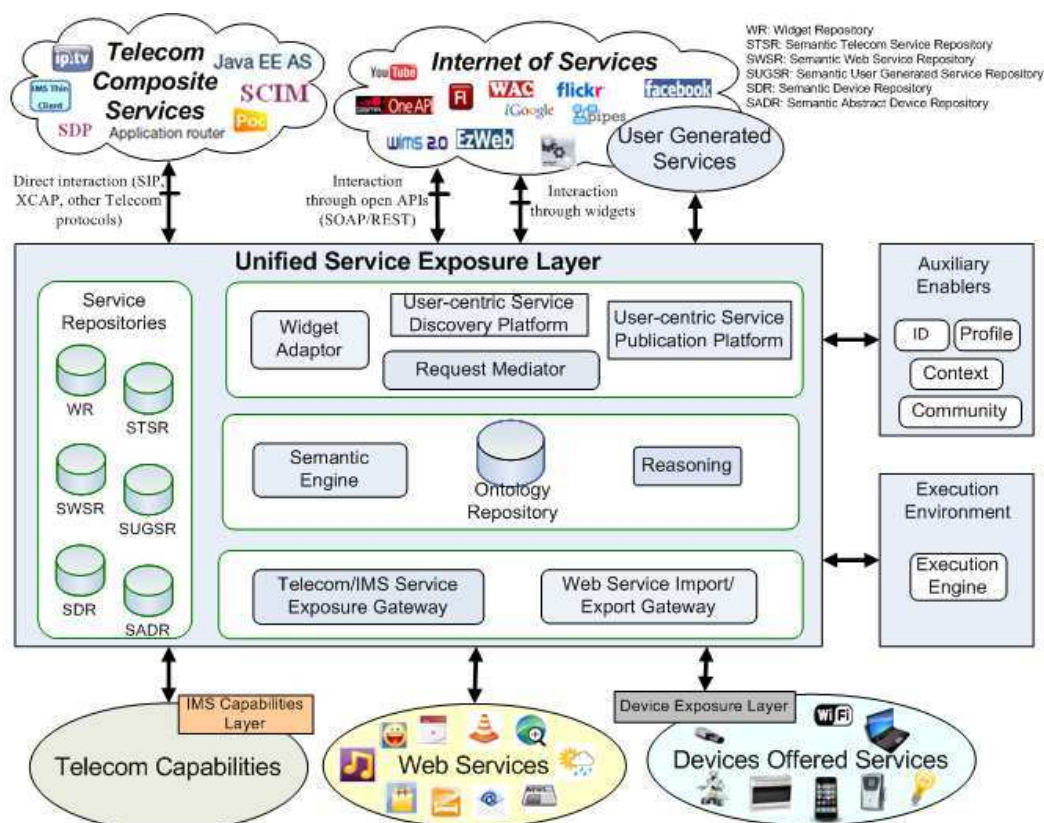 WR: Widget Repository
STSR: Semantic Telecom Service Repository
SWSR: Semantic Web Service Repository
SUGSR: Semantic User Generated Service Repository
SDR: Semantic Device Repository
SADR: Semantic Abstract Device Repository
Telecom
Composite
Services
ip.tv
Java EE AS
IMS Thin
Client
SCIM
SDP
Application router
Poc
Internet of Services
You Tube
One API
WAC
flickr
facebook
iGoogle
pipes
wims 2.0
EzWeb
User Generated
Services
Direct interaction (SIP,
XCAP, other Telecom
protocols)
Interaction
through open APIs
(SOAP/REST)
Interaction
through widgets
Unified Service Exposure Layer
Service
Repositories
WR
STSR
SWSR
SUGSR
SDR
SADR
Widget
Adaptor
User-centric Service
Discovery Platform
User-centric Service
Publication Platform
Request Mediator
Semantic
Engine
Ontology
Repository
Reasoning
Telecom/IMS Service
Exposure Gateway
Web Service Import/
Export Gateway
Auxiliary
Enablers
ID
Profile
Context
Community
Execution
Environment
Execution
Engine
IMS Capabilities
Layer
Telecom Capabilities
Web Services
Device Exposure Layer
WiFi
Devices Offered Services